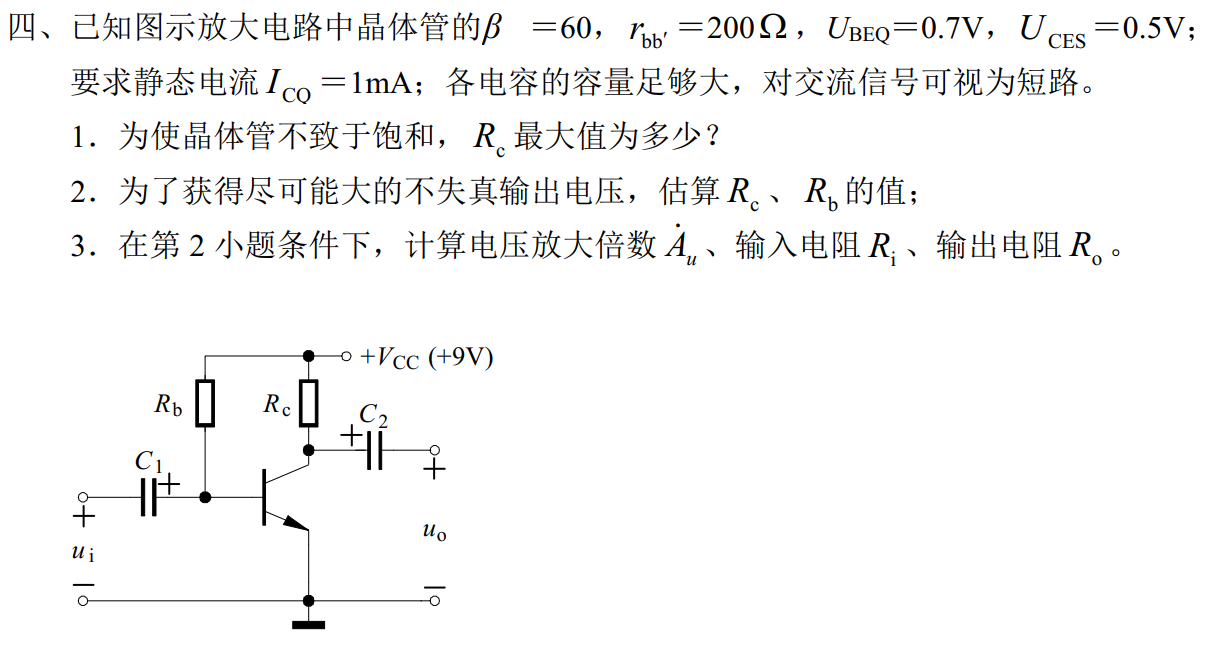 四、已知图示放大电路中晶体管的β =60，rbb′=200Ω，UBEQ=0.7V，UCES=0.5V；
要求静态电流ICQ=1mA；各电容的容量足够大，对交流信号可视为短路。
1．为使晶体管不致于饱和，Rc最大值为多少？
2．为了获得尽可能大的不失真输出电压，估算Rc、Rb的值；
3．在第2小题条件下，计算电压放大倍数Ȧu、输入电阻Ri、输出电阻Ro。
+VCC (+9V)
Rb
Rc
C2
+
C1
+
+
+
uo
ui
−
−